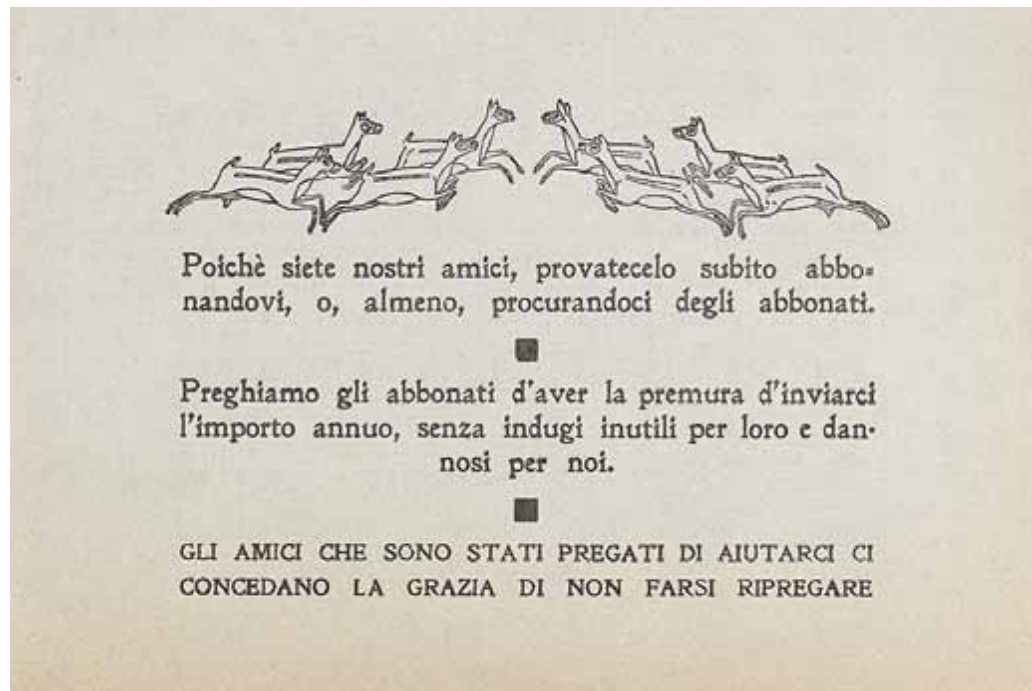 Poichè siete nostri amici, provatecelo subito abbo=
nandovi, o, almeno, procurandoci degli abbonati.
Preghiamo gli abbonati d'aver la premura d'inviarci
l'importo annuo, senza indugi inutili per loro e dan-
nosi per noi.
GLI AMICI CHE SONO STATI PREGATI DI AIUTARCI CI
CONCEDANO LA GRAZIA DI NON FARSI RIPREGARE